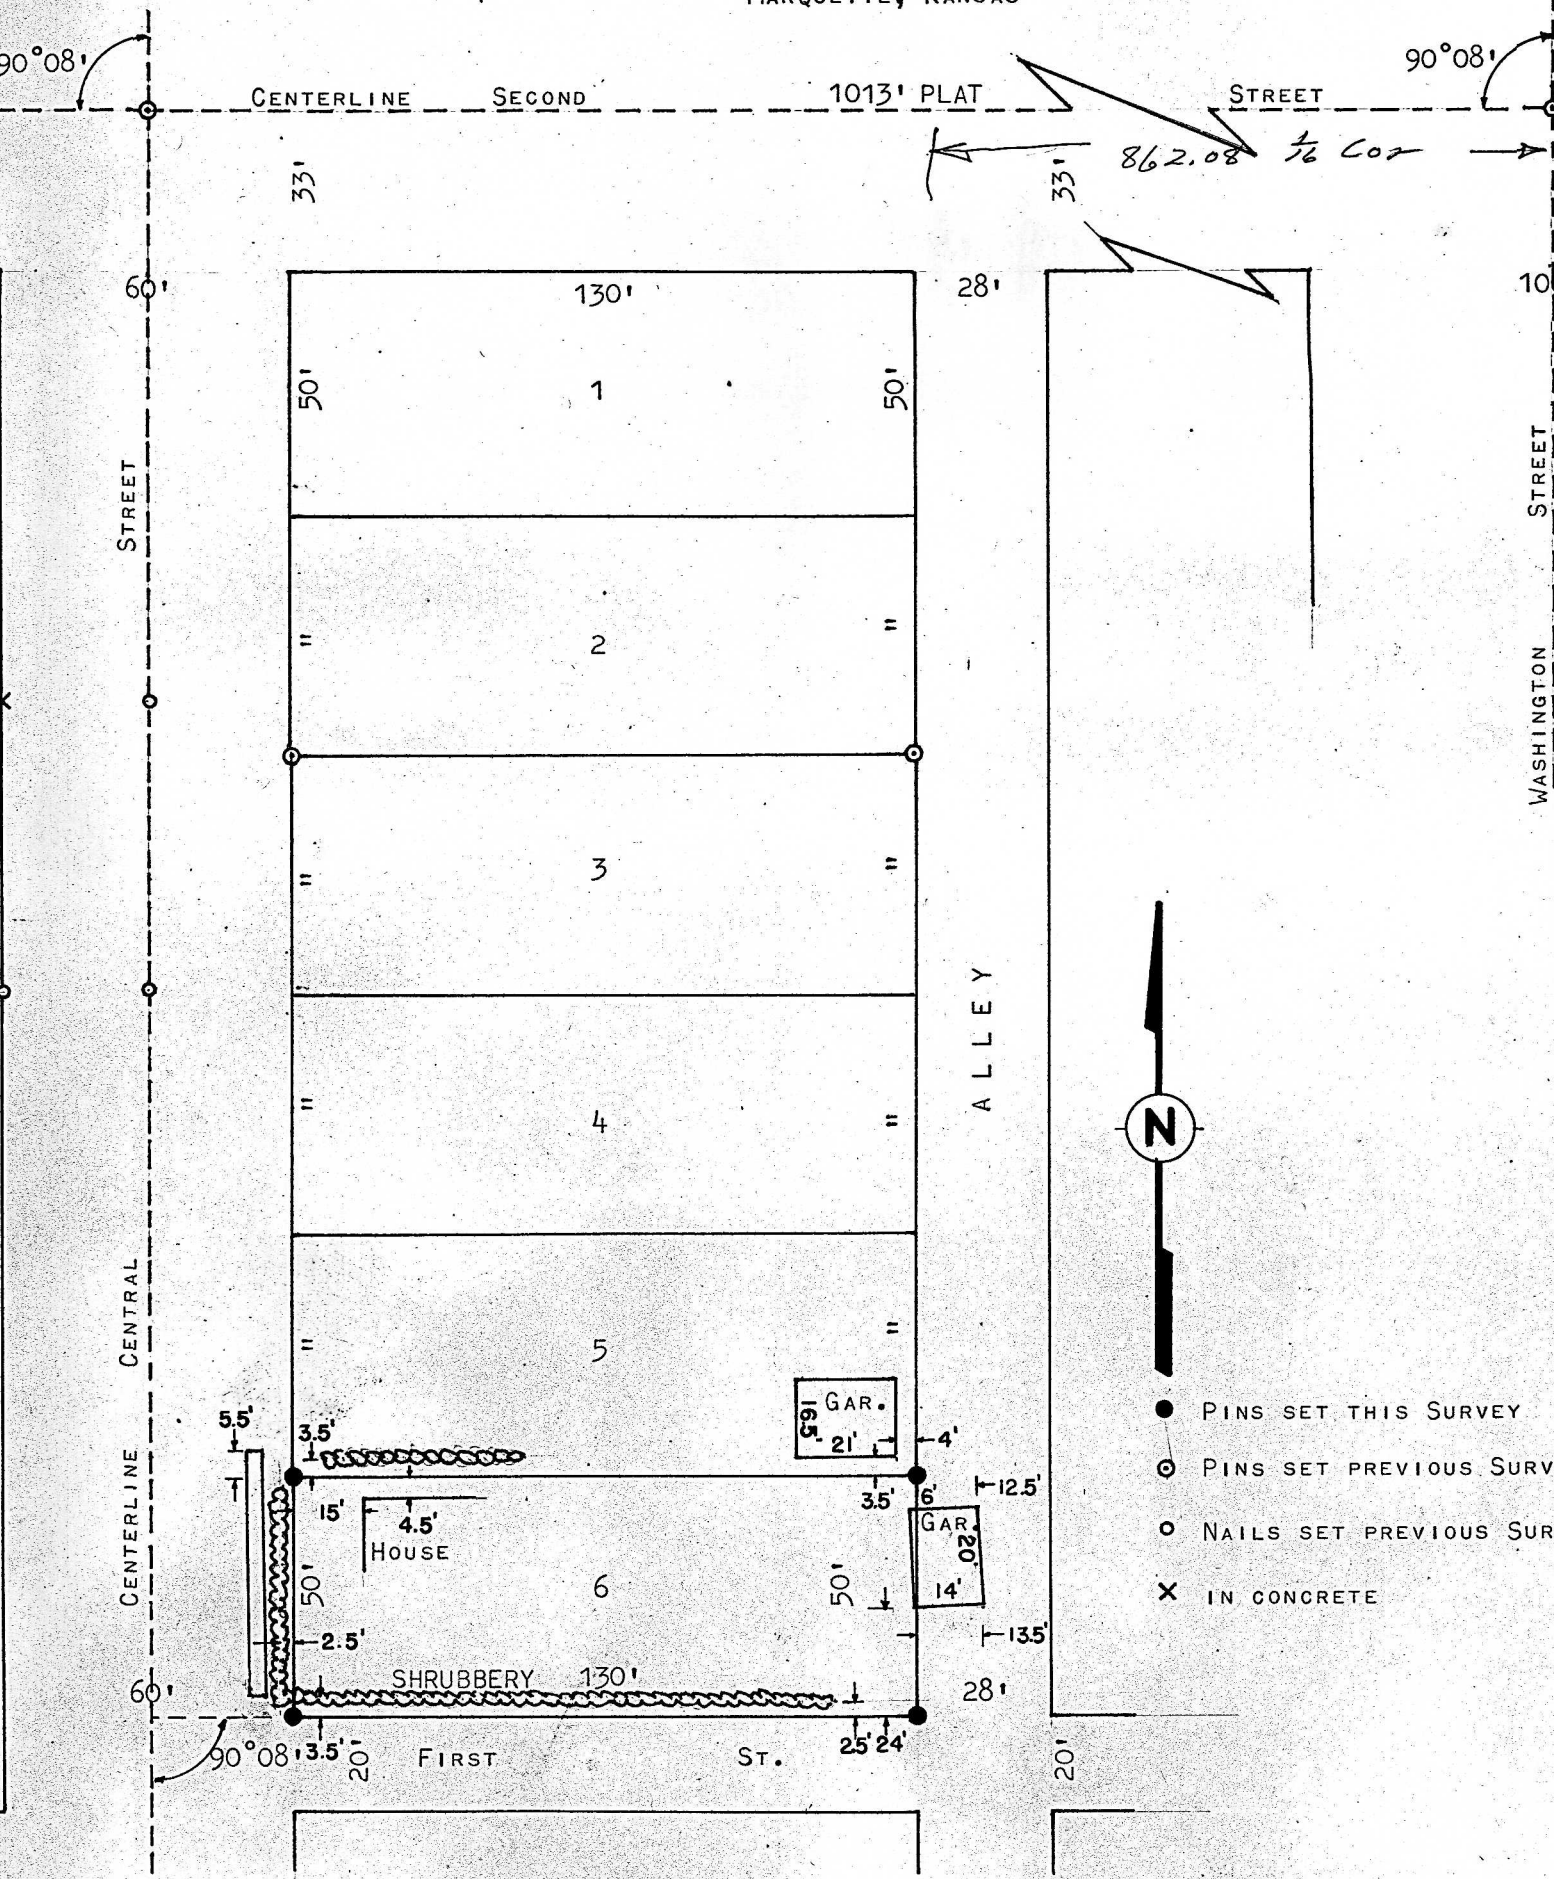 MARQUETTE, KANSAS
90°08'
90°08'
CENTERLINE SECOND 1013' PLAT STREET
862.08 1/16 Cor
33'
33'
60'
130'
28'
10
50'
1
50'
STREET
STREET
"
2
"
WASHINGTON
"
3
"
ALLEY
"
4
"
N
CENTRAL
"
5
"
GAR.
16.5'
21'
4'
5.5'
3.5'
PINS SET THIS SURVEY
PINS SET PREVIOUS SURV
NAILS SET PREVIOUS SUR
X IN CONCRETE
CENTERLINE
15'
4.5'
HOUSE
3.5'
6'
12.5'
GAR.
20'
14'
50'
6
50'
2.5'
13.5'
SHRUBBERY 130'
60'
28'
90°08'
3.5'
20'
FIRST ST.
2.5'
24'
20'